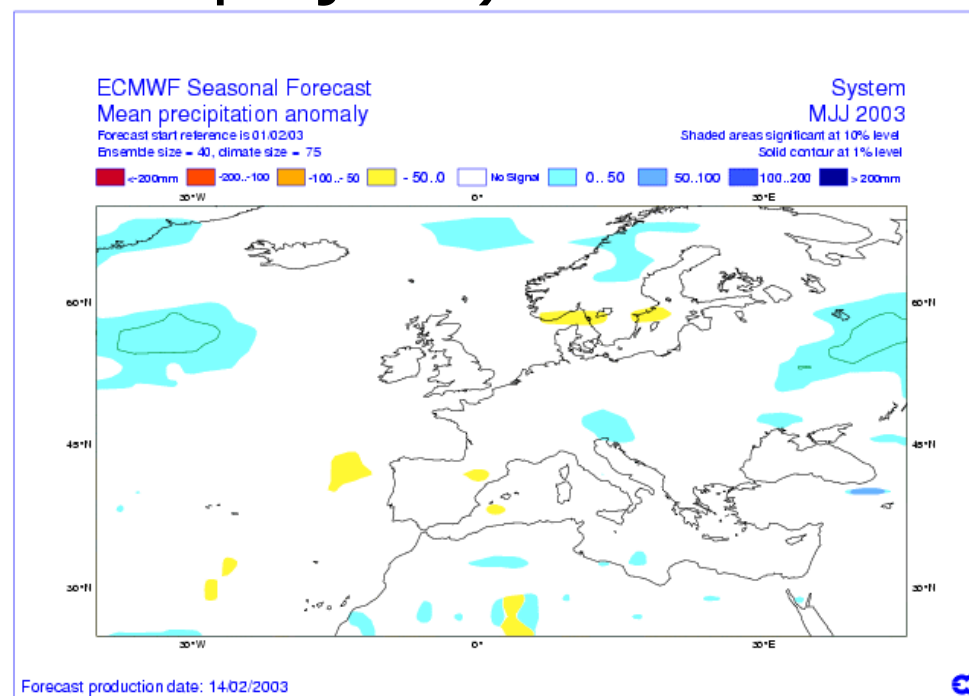 ECMWF Seasonal Forecast
System
Mean precipitation anomaly
MJJ 2003
Forecast start reference is 01/02/03
Shaded areas significant at 10% level
Ensemble size = 40, climate size = 75
Solid contour at 1% level
<-200mm -200..-100 -100..-50 -50..0 No Signal 0..50 50..100 100..200 >200mm
30°W 0° 30°E
60°N 60°N
45°N 45°N
30°N 30°N
30°W 0° 30°E
Forecast production date: 14/02/2003